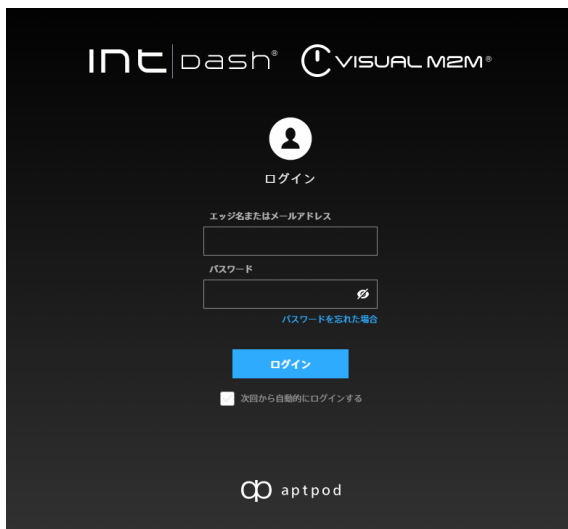 intDash® VISUAL M2M®
ログイン
エッジ名またはメールアドレス
パスワード
パスワードを忘れた場合
ログイン
次回から自動的にログインする
aptpod